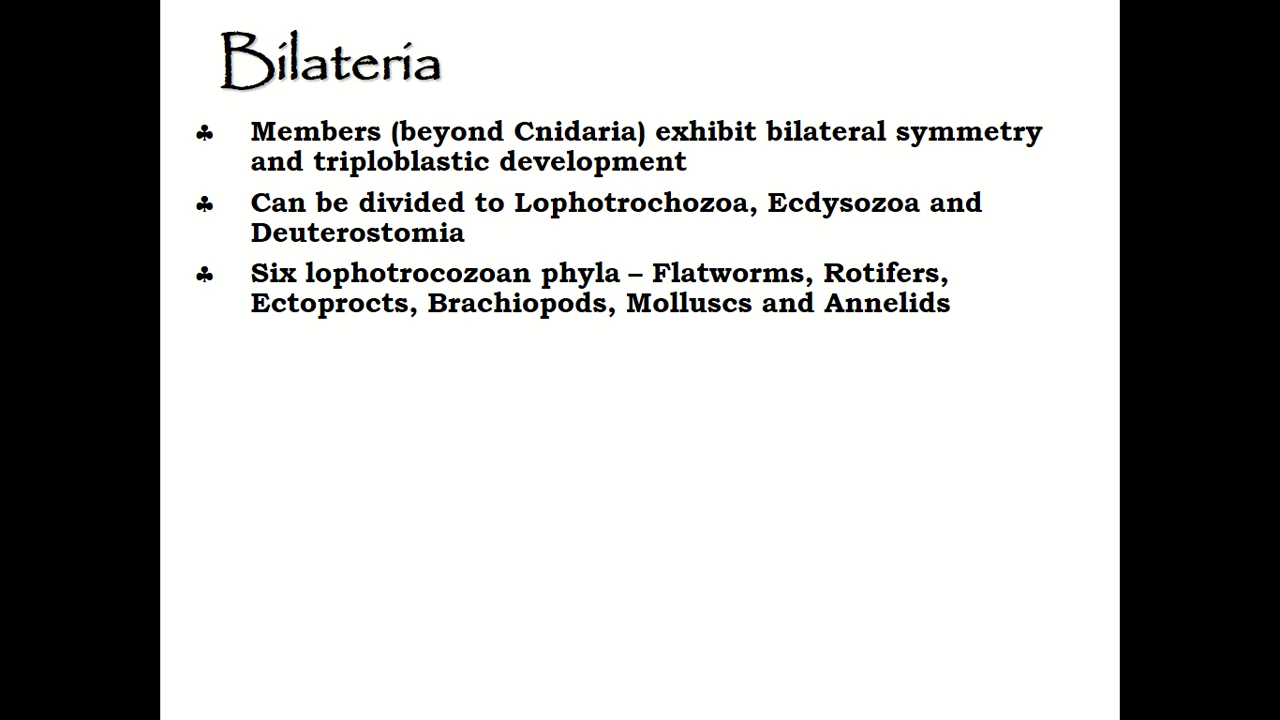 Bilateria
♣ Members (beyond Cnidaria) exhibit bilateral symmetry
and triploblastic development
♣ Can be divided to Lophotrochozoa, Ecdysozoa and
Deuterostomia
♣ Six lophotrocozoan phyla – Flatworms, Rotifers,
Ectoprocts, Brachiopods, Molluscs and Annelids